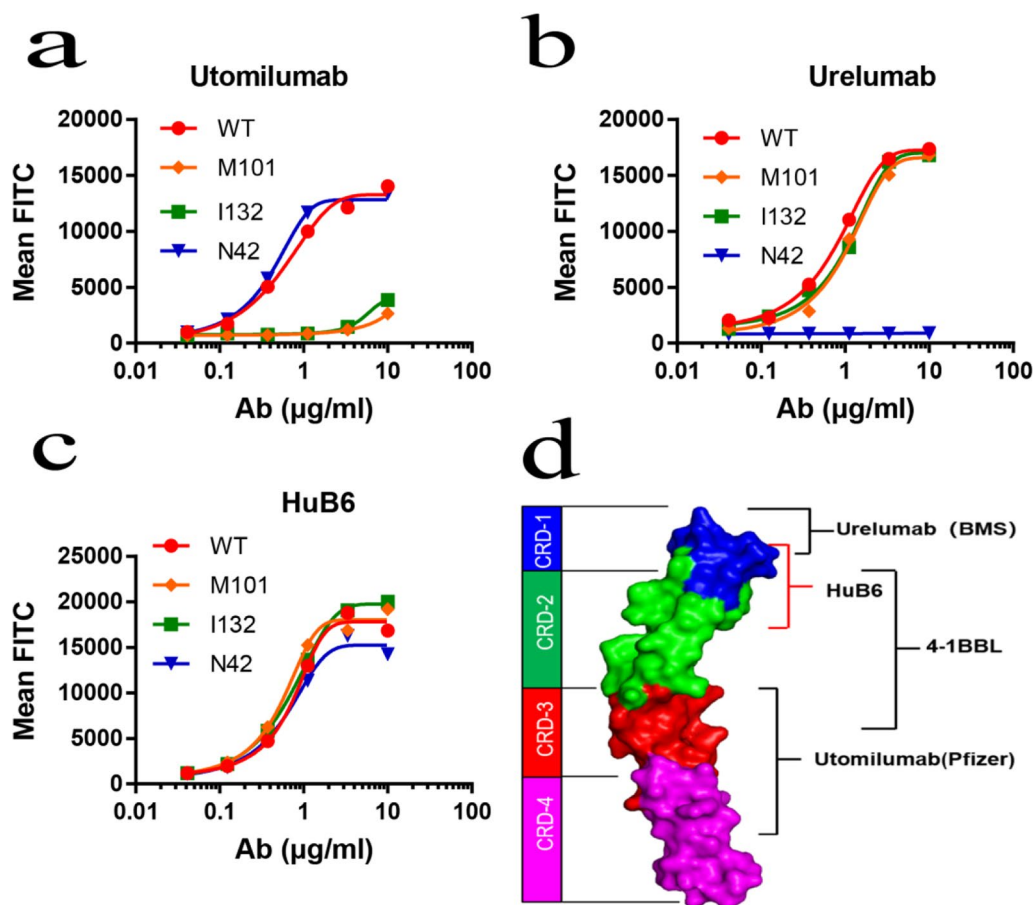 a
Utomilumab
20000
15000
10000
5000
0
Mean FITC
WT
M101
I132
N42
0.01
0.1
1
10
100
Ab (µg/ml)
b
Urelumab
20000
15000
10000
5000
0
Mean FITC
WT
M101
I132
N42
0.01
0.1
1
10
100
Ab (µg/ml)
c
HuB6
25000
20000
15000
10000
5000
0
Mean FITC
WT
M101
I132
N42
0.01
0.1
1
10
100
Ab (µg/ml)
d
CRD-1
CRD-2
CRD-3
CRD-4
Urelumab (BMS)
HuB6
4-1BBL
Utomilumab(Pfizer)